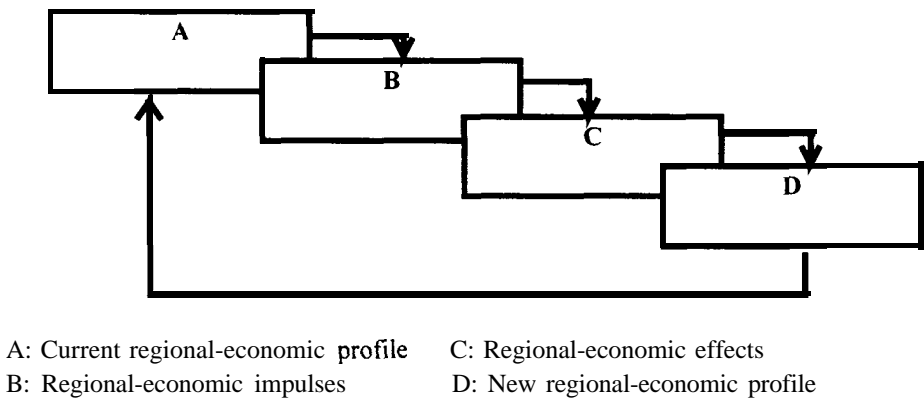 A
B
C
D
A: Current regional-economic profile C: Regional-economic effects
B: Regional-economic impulses D: New regional-economic profile